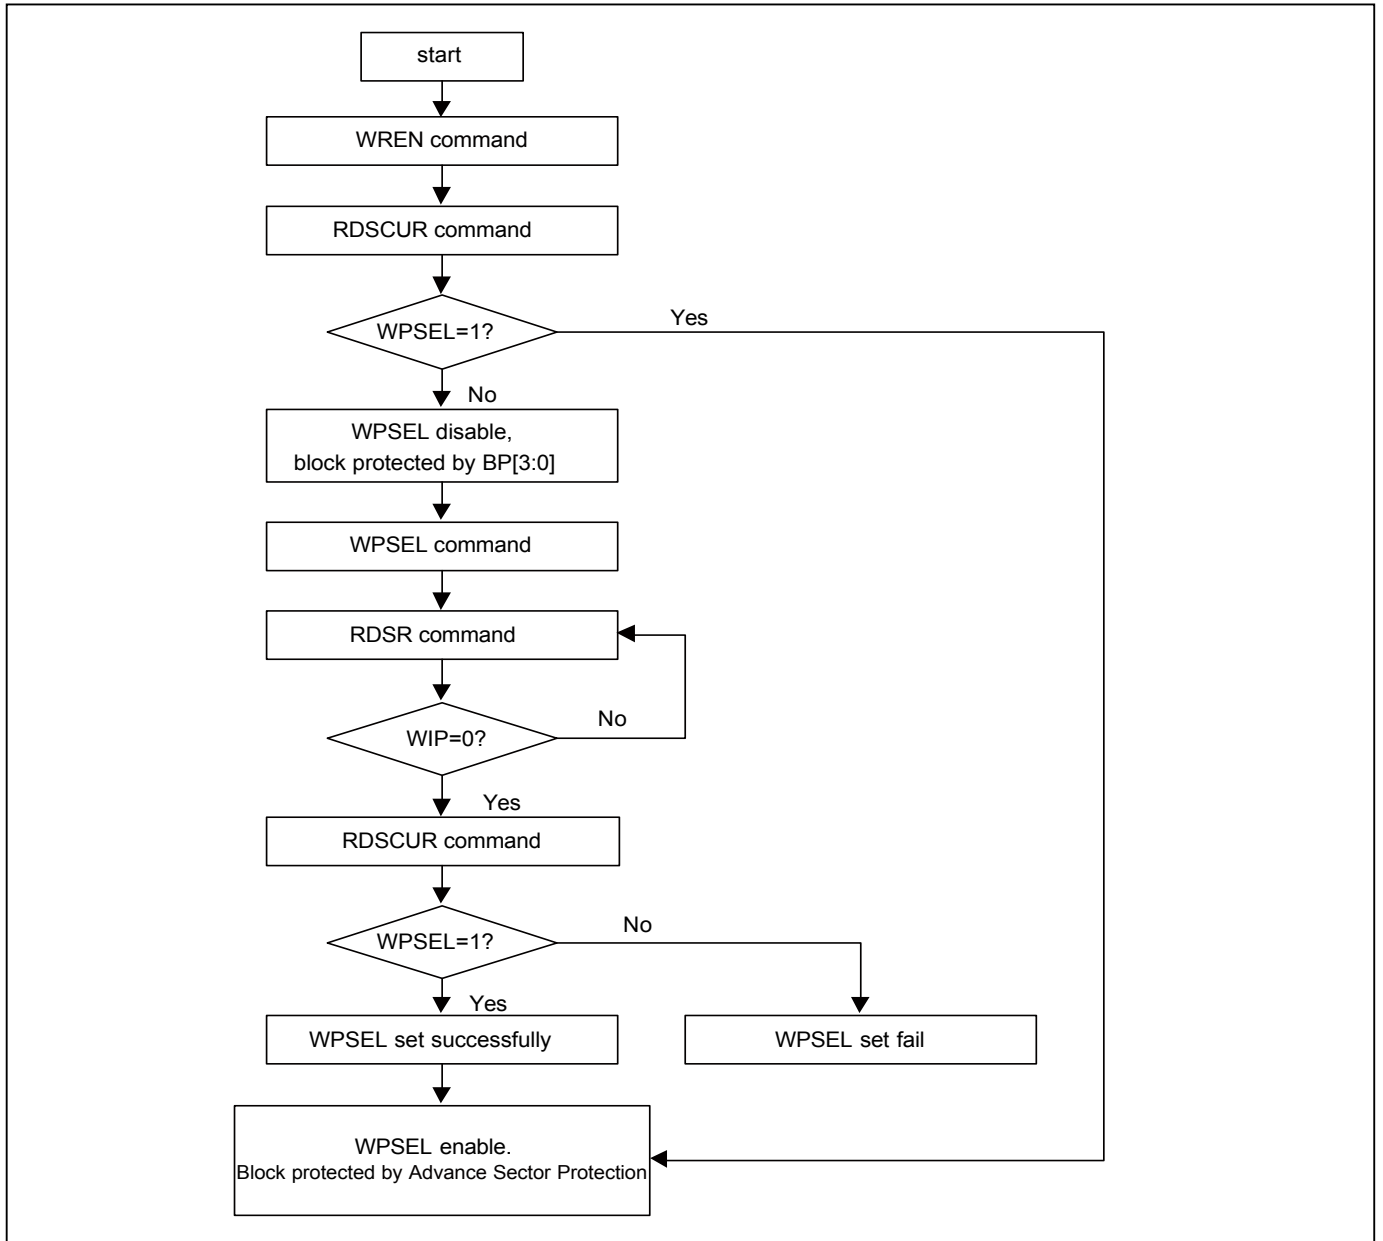 start
WREN command
RDSCUR command
WPSEL=1?
Yes
No
WPSEL disable,
block protected by BP[3:0]
WPSEL command
RDSR command
WIP=0?
No
Yes
RDSCUR command
WPSEL=1?
No
Yes
WPSEL set successfully
WPSEL set fail
WPSEL enable.
Block protected by Advance Sector Protection